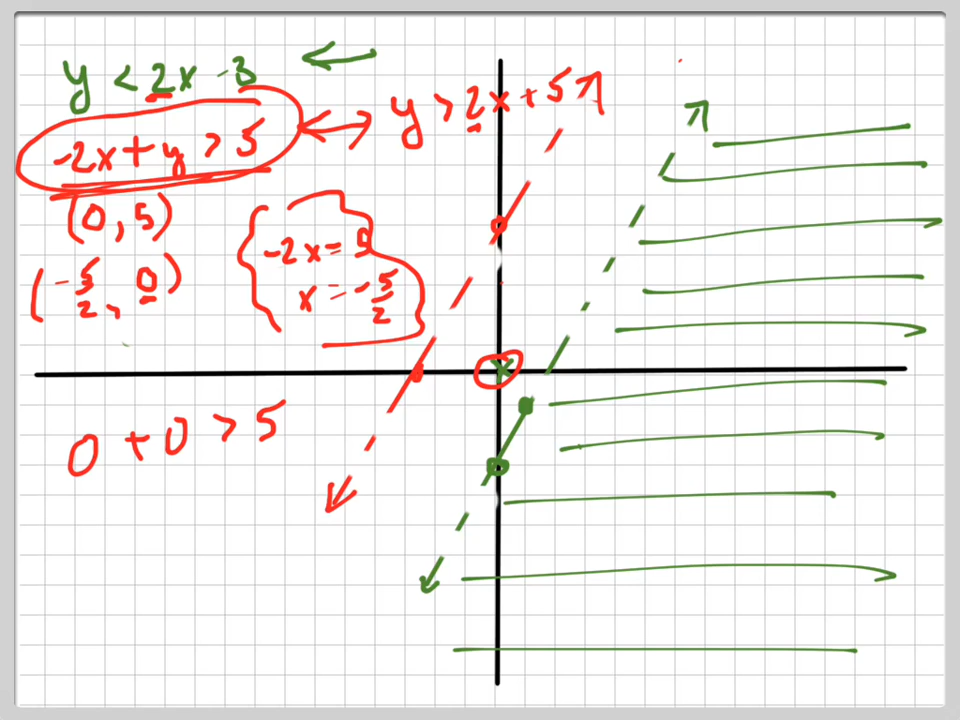 y < 2x - 3
-2x + y > 5
y > 2x + 5
(0, 5)
(-5/2, 0)
-2x = 5
x = -5/2
x
0 + 0 > 5